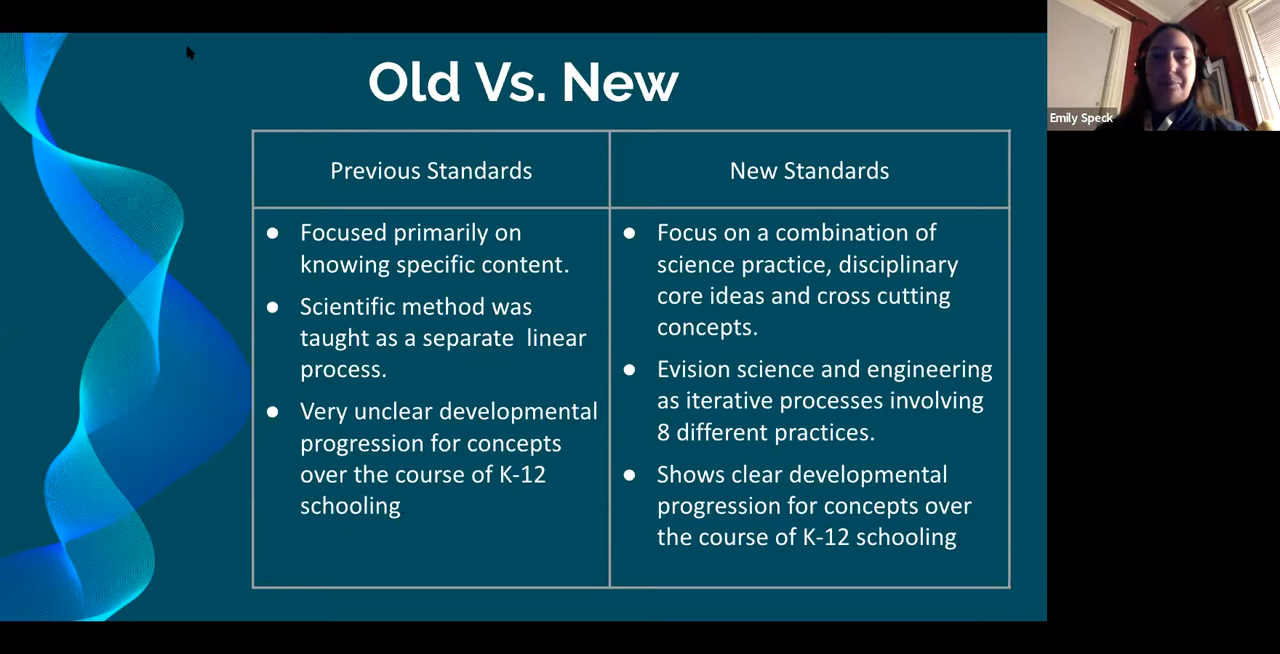 Old Vs. New
Previous Standards
New Standards
● Focused primarily on
knowing specific content.
● Scientific method was
taught as a separate  linear
process.
● Very unclear developmental
progression for concepts
over the course of K-12
schooling
● Focus on a combination of
science practice, disciplinary
core ideas and cross cutting
concepts.
● Evision science and engineering
as iterative processes involving
8 different practices.
● Shows clear developmental
progression for concepts over
the course of K-12 schooling
Emily Speck